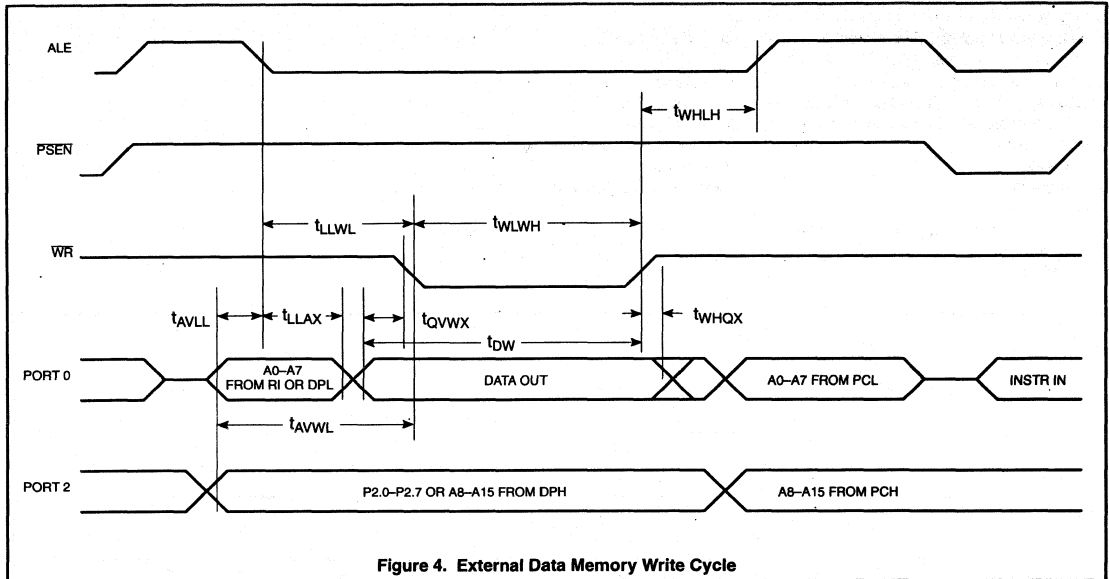 ALE
tWHLH
PSEN
tLLWL
tWLWH
WR
tAVLL
tLLAX
tQVWX
tWHQX
tDW
PORT 0
A0–A7
FROM RI OR DPL
DATA OUT
A0–A7 FROM PCL
INSTR IN
tAVWL
PORT 2
P2.0–P2.7 OR A8–A15 FROM DPH
A8–A15 FROM PCH
Figure 4. External Data Memory Write Cycle